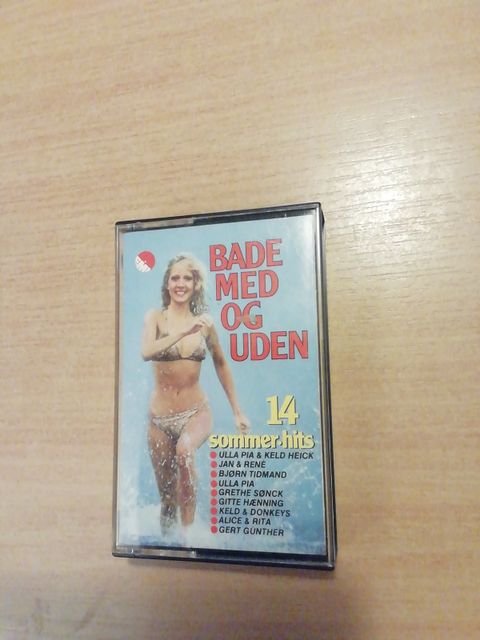 BADE
MED
OG
UDEN
14
sommer-hits
ULLA PIA & KELD HEICK
JAN & RENÉ
BJØRN TIDMAND
ULLA PIA
GRETHE SØNCK
GITTE HÆNNING
KELD & DONKEYS
ALICE & RITA
GERT GÜNTHER